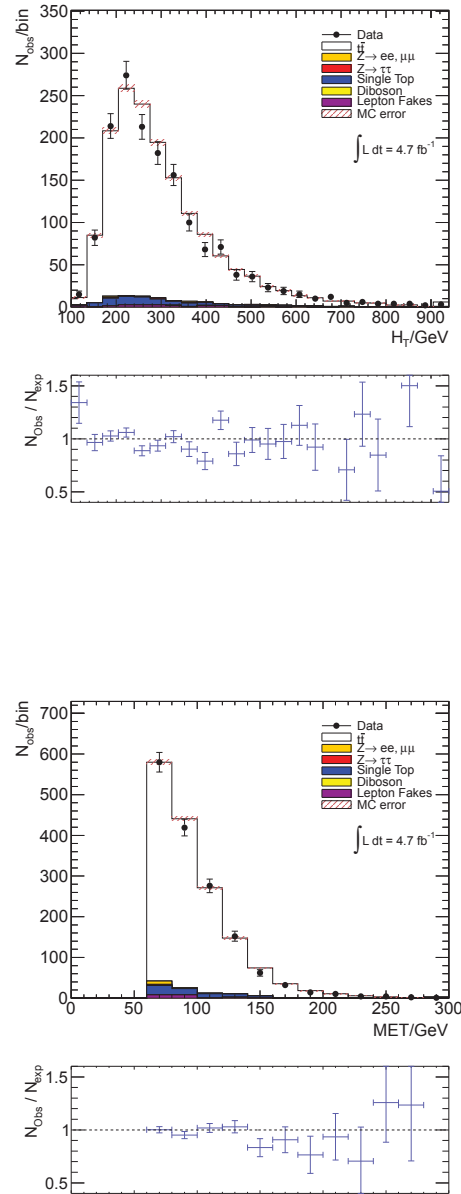 N_obs/bin
350
300
250
200
150
100
50
0
Data
tt̄
Z→ ee, μμ
Z→ ττ
Single Top
Diboson
Lepton Fakes
MC error
∫ L dt = 4.7 fb⁻¹
100 200 300 400 500 600 700 800 900
H_T/GeV
N_Obs / N_exp
1.5
1
0.5
N_obs/bin
700
600
500
400
300
200
100
0
Data
tt̄
Z→ ee, μμ
Z→ ττ
Single Top
Diboson
Lepton Fakes
MC error
∫ L dt = 4.7 fb⁻¹
0 50 100 150 200 250 300
MET/GeV
N_Obs / N_exp
1.5
1
0.5